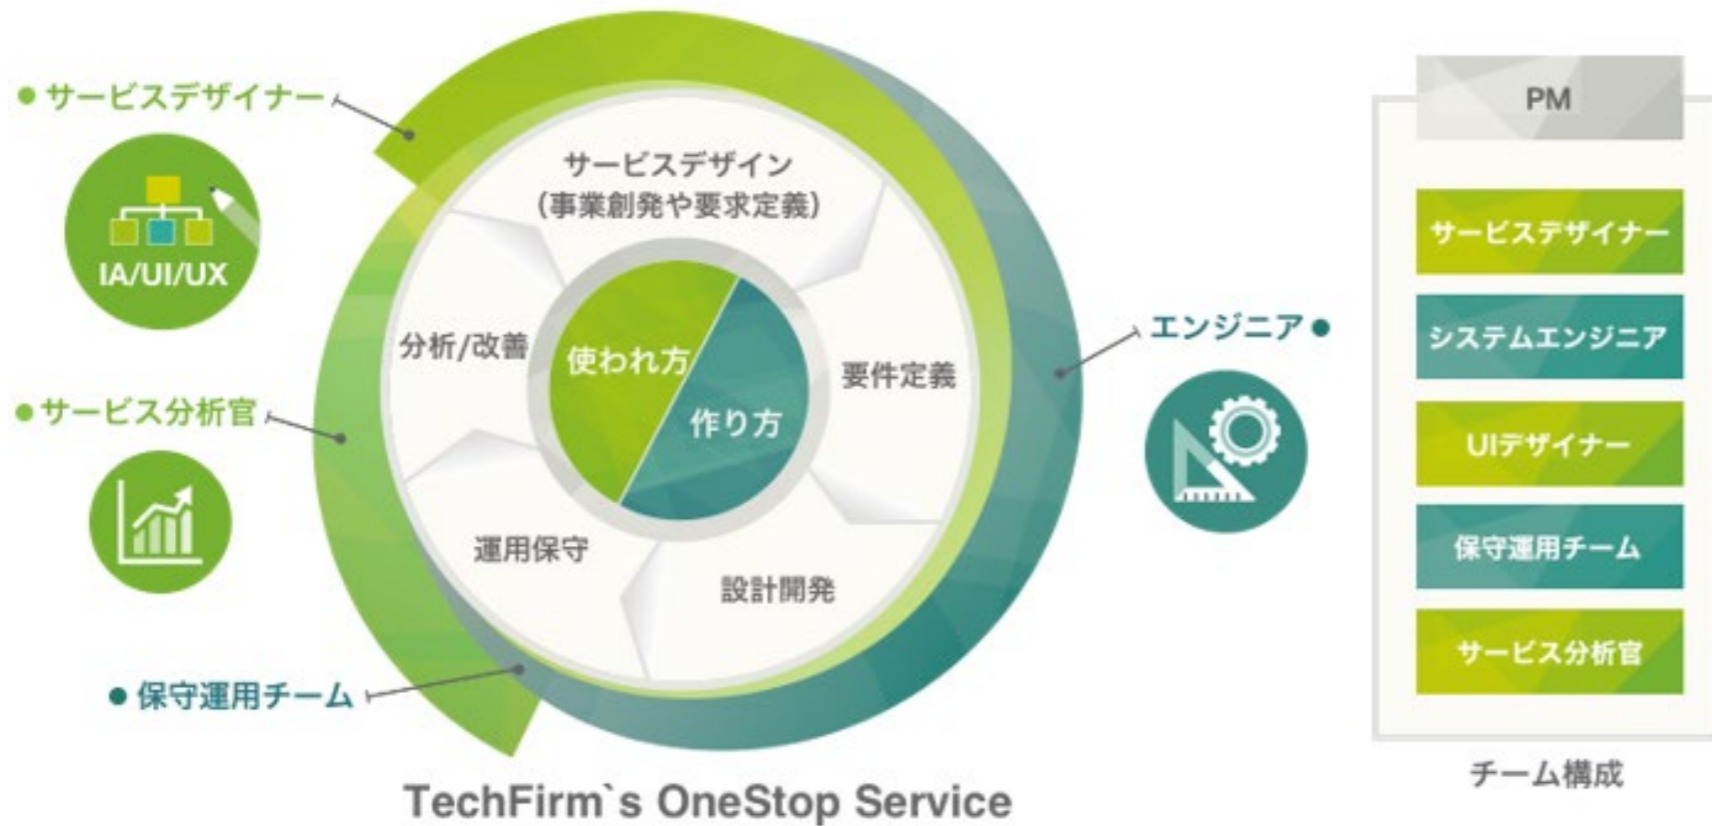 サービスデザイナー
IA/UI/UX
サービス分析官
保守運用チーム
サービスデザイン
(事業創発や要求定義)
分析/改善
使われ方
作り方
要件定義
運用保守
設計開発
エンジニア
TechFirm`s OneStop Service
PM
サービスデザイナー
システムエンジニア
UIデザイナー
保守運用チーム
サービス分析官
チーム構成